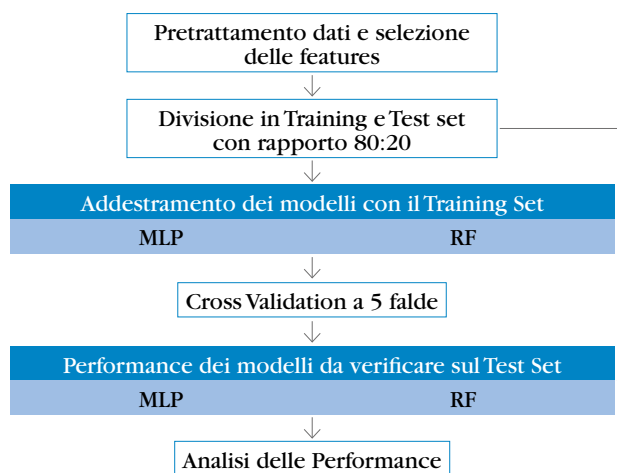 Pretrattamento dati e selezione
delle features
Divisione in Training e Test set
con rapporto 80:20
Addestramento dei modelli con il Training Set
MLP RF
Cross Validation a 5 falde
Performance dei modelli da verificare sul Test Set
MLP RF
Analisi delle Performance